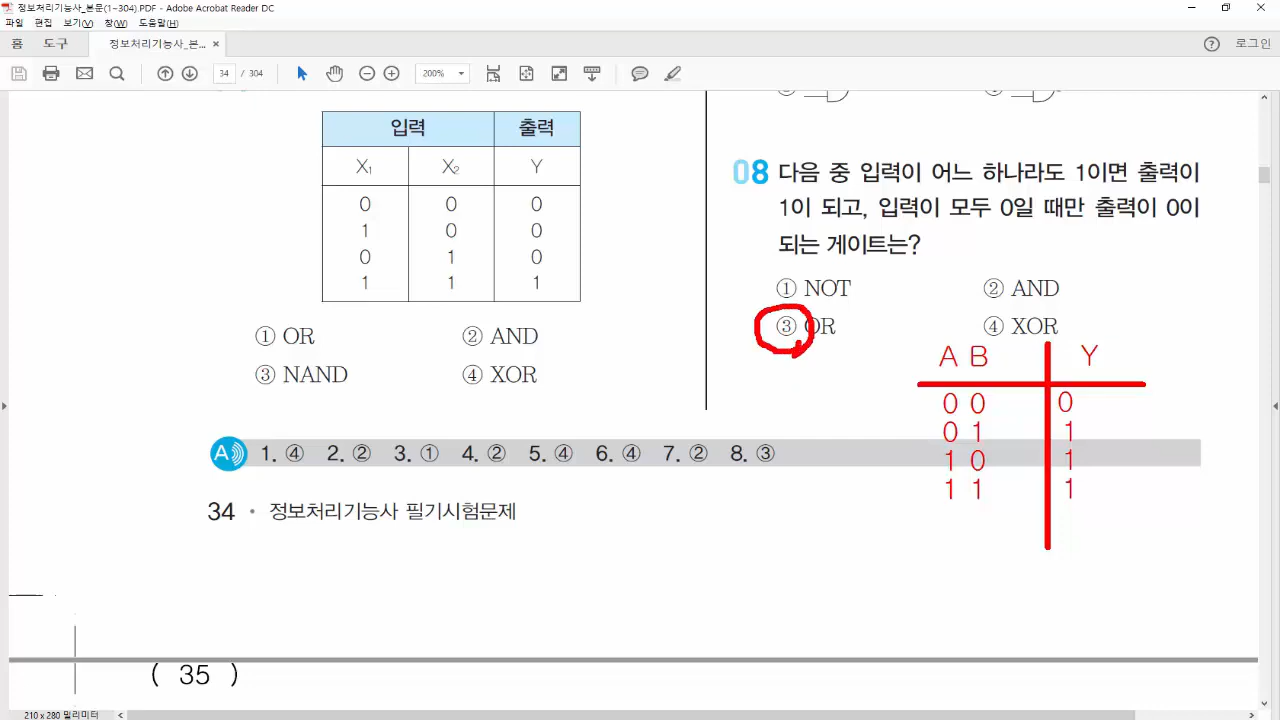 정보처리기능사_본문(1~304).PDF - Adobe Acrobat Reader DC
파일 편집 보기(V) 창(W) 도움말(H)
홈 도구 정보처리기능사_본... × 로그인
34 / 304 200%
입력 출력
X₁ X₂ Y
0 0 0
1 0 0
0 1 0
1 1 1
① OR ② AND
③ NAND ④ XOR
08 다음 중 입력이 어느 하나라도 1이면 출력이
1이 되고, 입력이 모두 0일 때만 출력이 0이
되는 게이트는?
① NOT ② AND
③ OR ④ XOR
A B Y
0 0 0
0 1 1
1 0 1
1 1 1
A 1. ④ 2. ② 3. ① 4. ② 5. ④ 6. ④ 7. ② 8. ③
34 • 정보처리기능사 필기시험문제
( 35 )
210 x 280 밀리미터